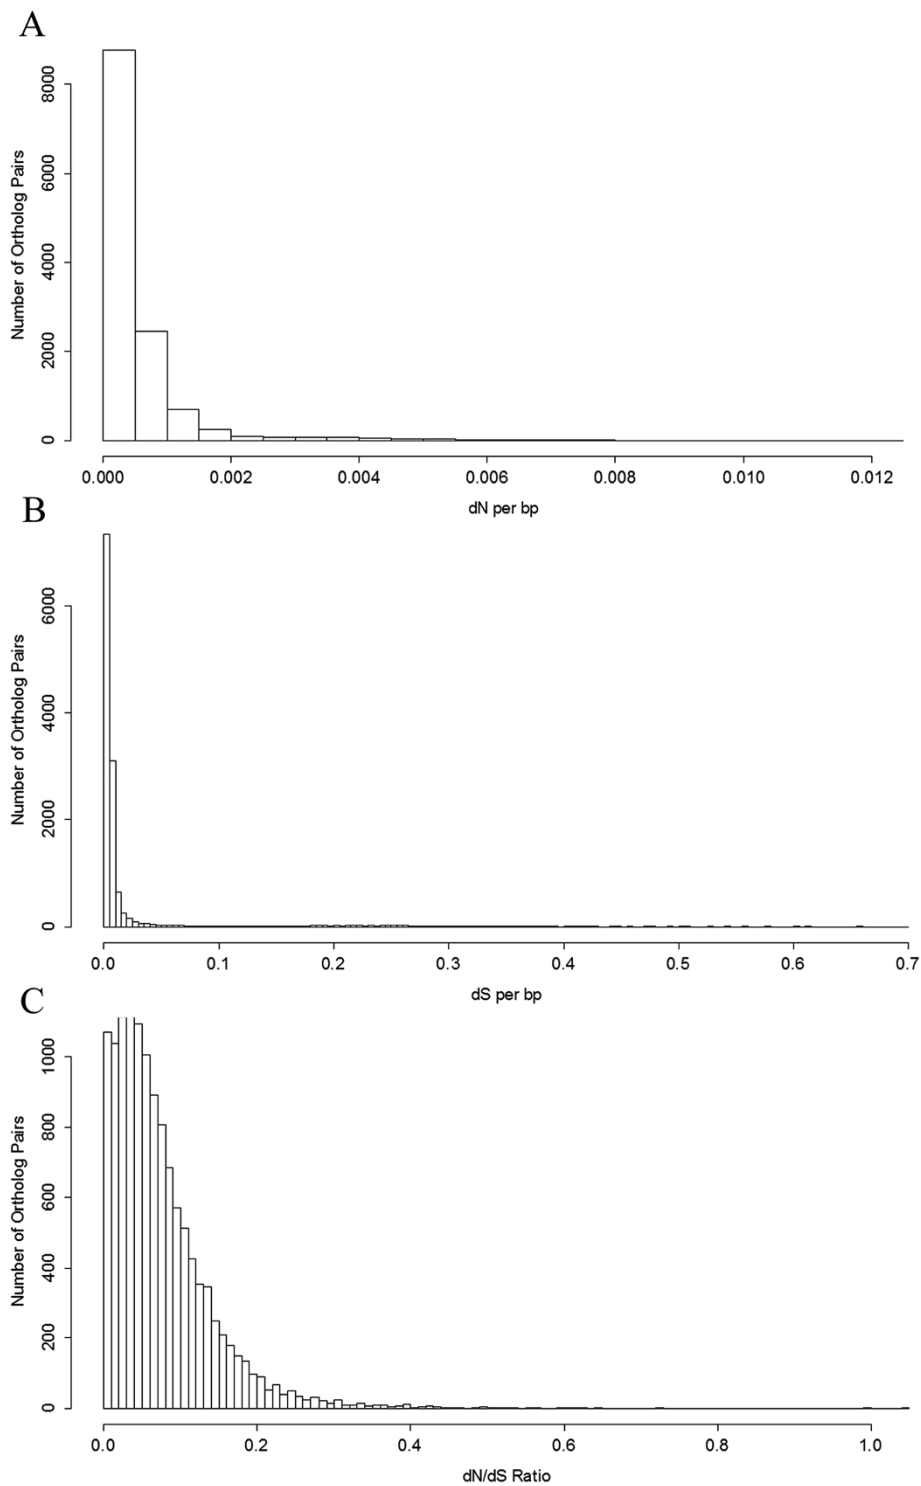 A
Number of Ortholog Pairs
8000
6000
4000
2000
0
0.000 0.002 0.004 0.006 0.008 0.010 0.012
dN per bp
B
Number of Ortholog Pairs
6000
4000
2000
0
0.0 0.1 0.2 0.3 0.4 0.5 0.6 0.7
dS per bp
C
Number of Ortholog Pairs
1000
800
600
400
200
0
0.0 0.2 0.4 0.6 0.8 1.0
dN/dS Ratio